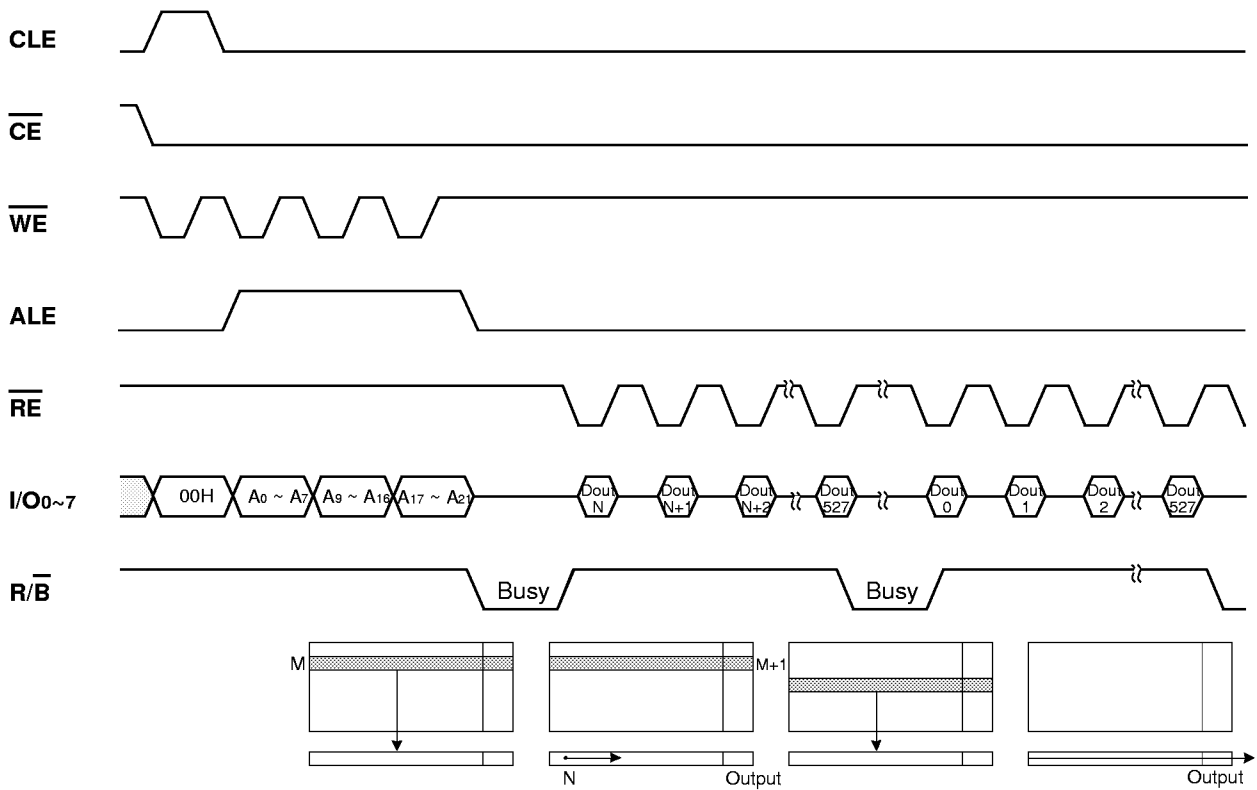 CLE
CE
WE
ALE
RE
I/O0~7 00H A0 ~ A7 A9 ~ A16 A17 ~ A21 Dout N Dout N+1 Dout N+2 Dout 527 Dout 0 Dout 1 Dout 2 Dout 527
R/B Busy Busy
M M+1
N Output Output